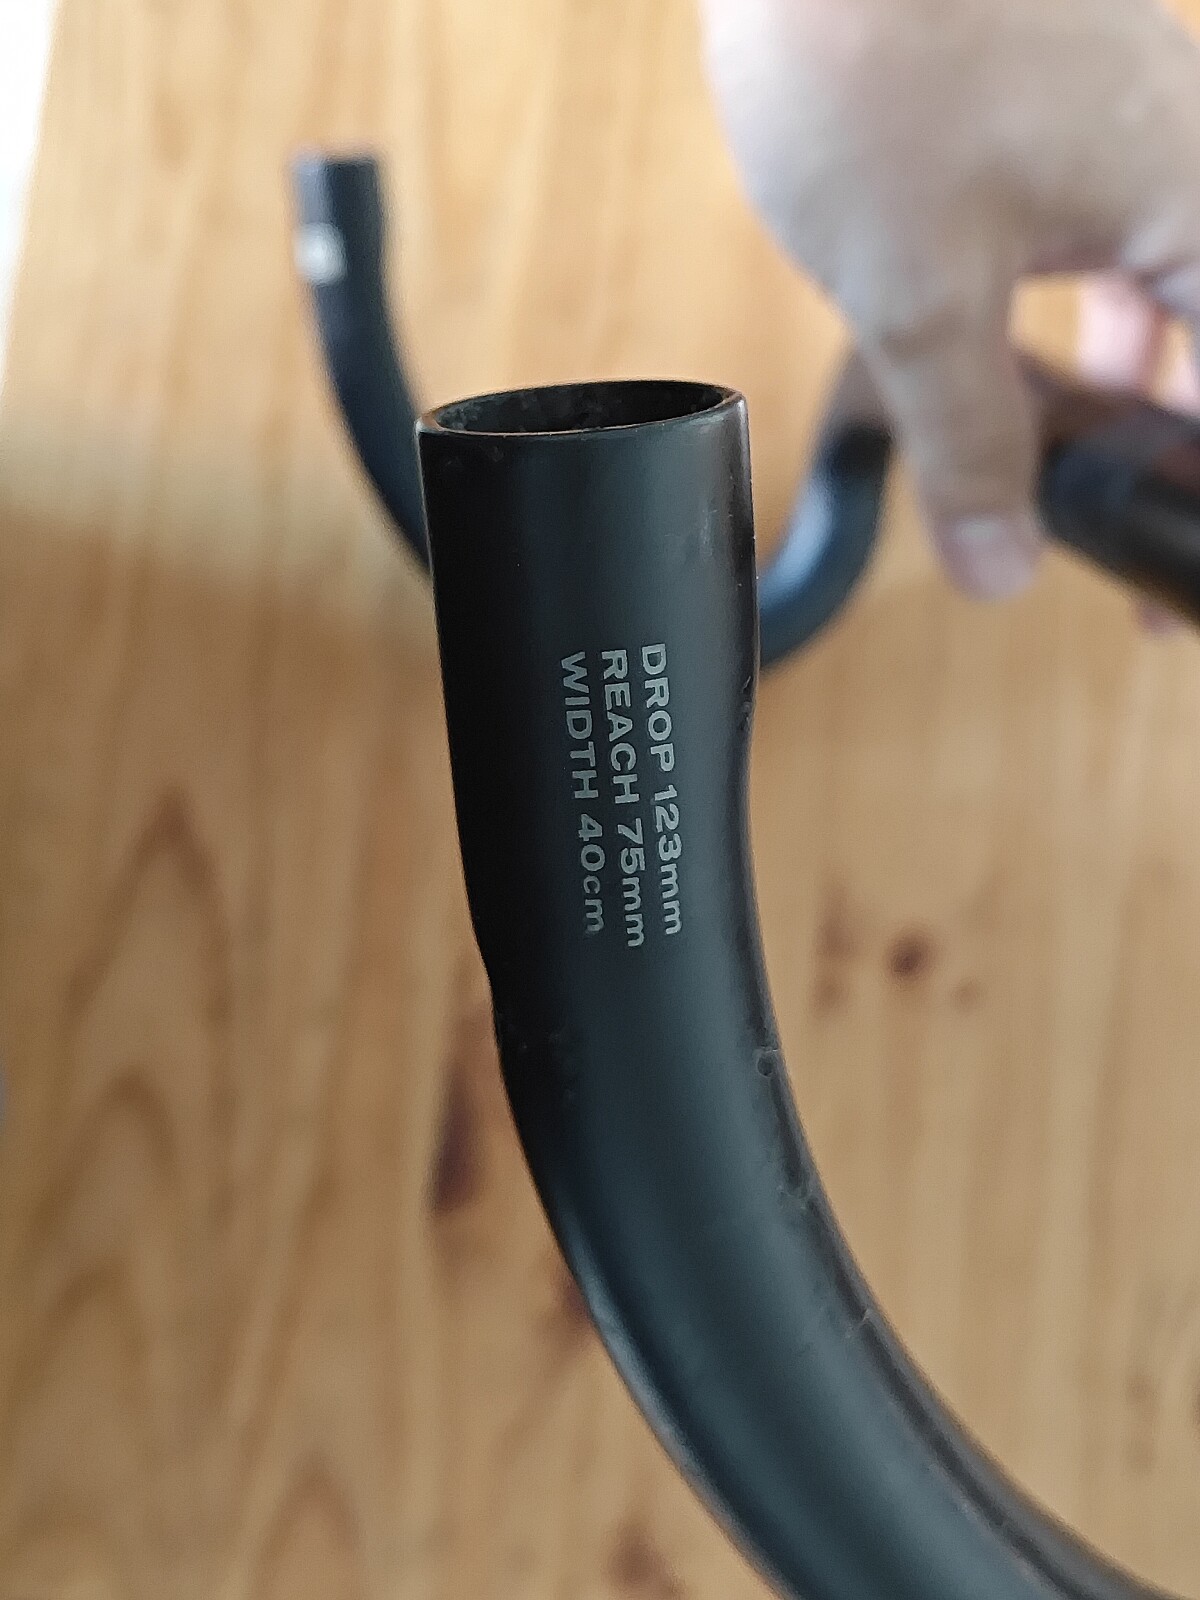 DROP 123mm
REACH 75mm
WIDTH 40cm